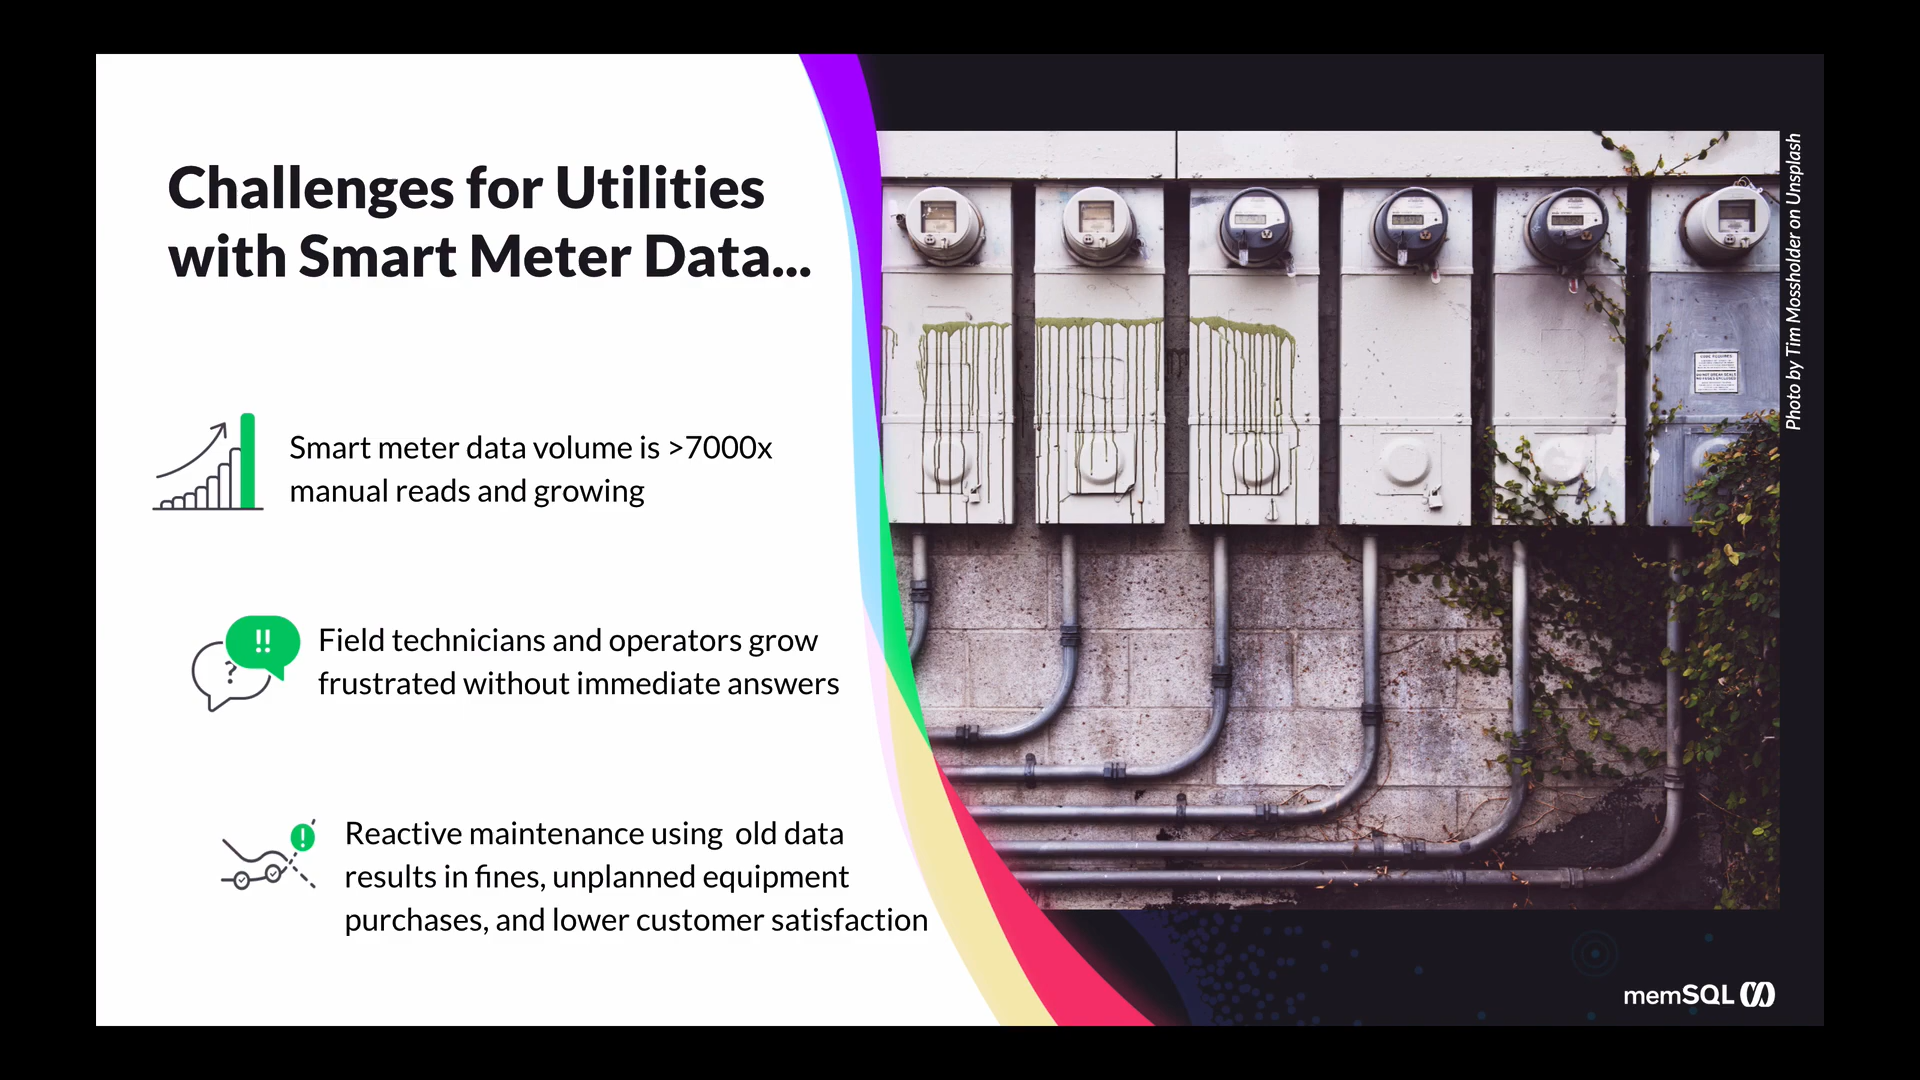 Challenges for Utilities
with Smart Meter Data...
Smart meter data volume is >7000x
manual reads and growing
!!
?
Field technicians and operators grow
frustrated without immediate answers
!
Reactive maintenance using  old data
results in fines, unplanned equipment
purchases, and lower customer satisfaction
Photo by Tim Mossholder on Unsplash
memSQL